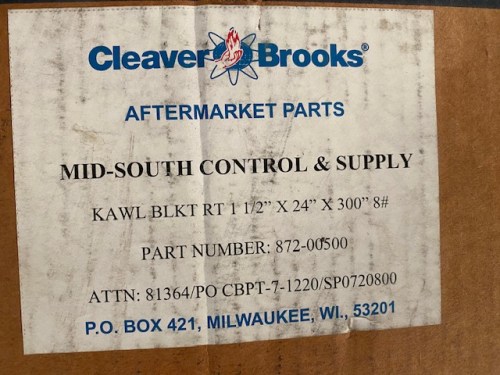 Cleaver Brooks®
AFTERMARKET PARTS
MID-SOUTH CONTROL & SUPPLY
KAWL BLKT RT 1 1/2” X 24” X 300” 8#
PART NUMBER: 872-00500
ATTN: 81364/PO CBPT-7-1220/SP0720800
P.O. BOX 421, MILWAUKEE, WI., 53201